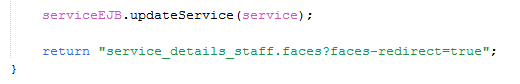 serviceEJB.updateService(service);
return "service_details_staff.faces?faces-redirect=true";
}